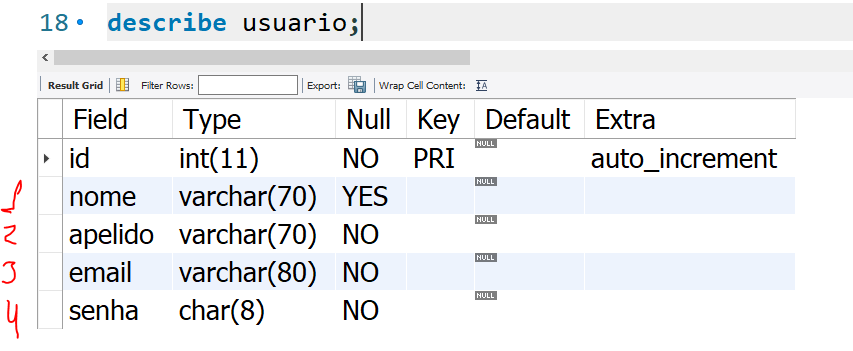 18 describe usuario;
Result Grid Filter Rows: Export: Wrap Cell Content: IA
Field Type Null Key Default Extra
id int(11) NO PRI NULL auto_increment
1 nome varchar(70) YES NULL
2 apelido varchar(70) NO NULL
3 email varchar(80) NO NULL
4 senha char(8) NO NULL